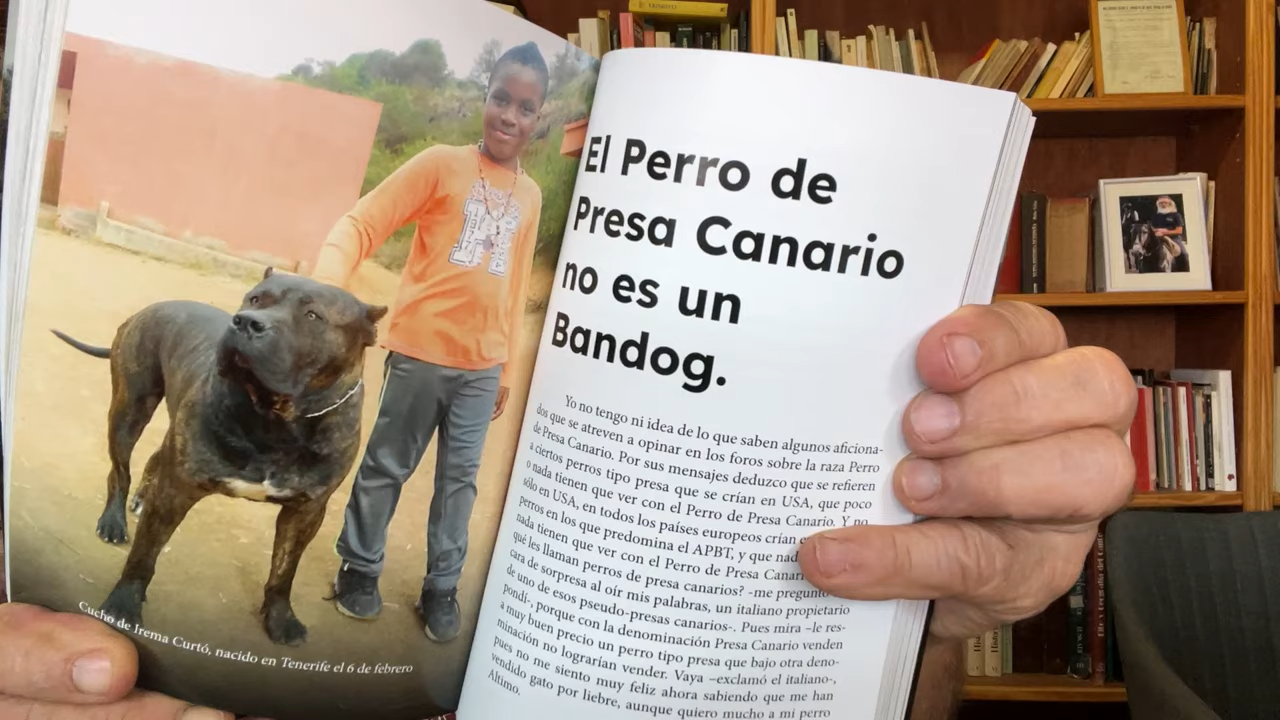 Cucho de Irema Curtó, nacido en Tenerife el 6 de febrero
El Perro de
Presa Canario
no es un
Bandog.
Yo no tengo ni idea de lo que saben algunos aficiona-
dos que se atreven a opinar en los foros sobre la raza Perro
de Presa Canario. Por sus mensajes deduzco que se refieren
a ciertos perros tipo presa que se crían en USA, que poco
o nada tienen que ver con el Perro de Presa Canario. Y no
sólo en USA, en todos los países europeos crían
perros en los que predomina el APBT, y que nad
nada tienen que ver con el Perro de Presa Canar
qué les llaman perros de presa canarios? -me pregunto
cara de sorpresa al oír mis palabras, un italiano propietario
de uno de esos pseudo-presas canarios-. Pues mira -le res-
pondí-, porque con la denominación Presa Canario venden
a muy buen precio un perro tipo presa que bajo otra deno-
minación no lograrían vender. Vaya -exclamó el italiano-,
pues no me siento muy feliz ahora sabiendo que me han
vendido gato por liebre, aunque quiero mucho a mi perro
Altimo.